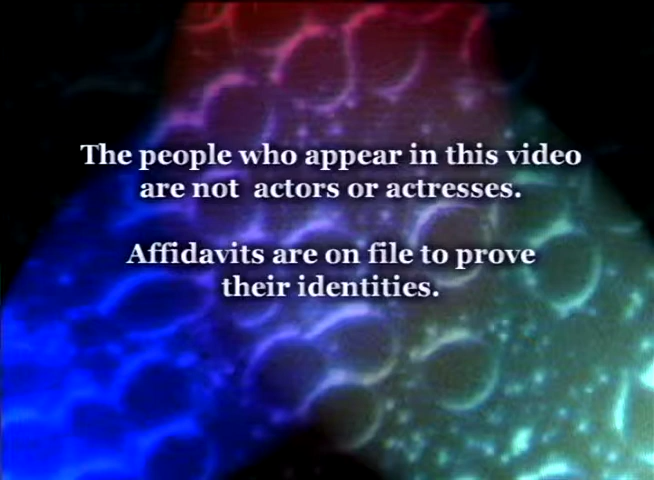 The people who appear in this video
are not  actors or actresses.
Affidavits are on file to prove
their identities.